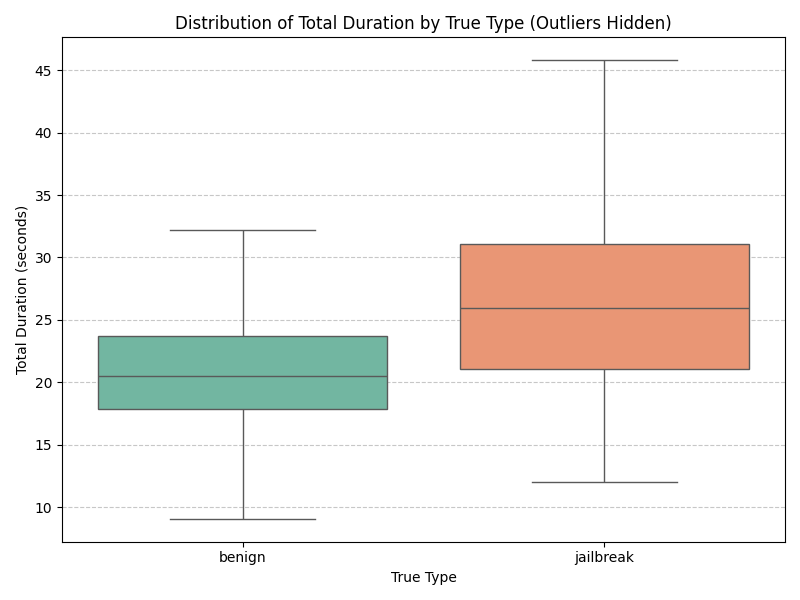 Distribution of Total Duration by True Type (Outliers Hidden)
Total Duration (seconds)
45
40
35
30
25
20
15
10
benign
jailbreak
True Type